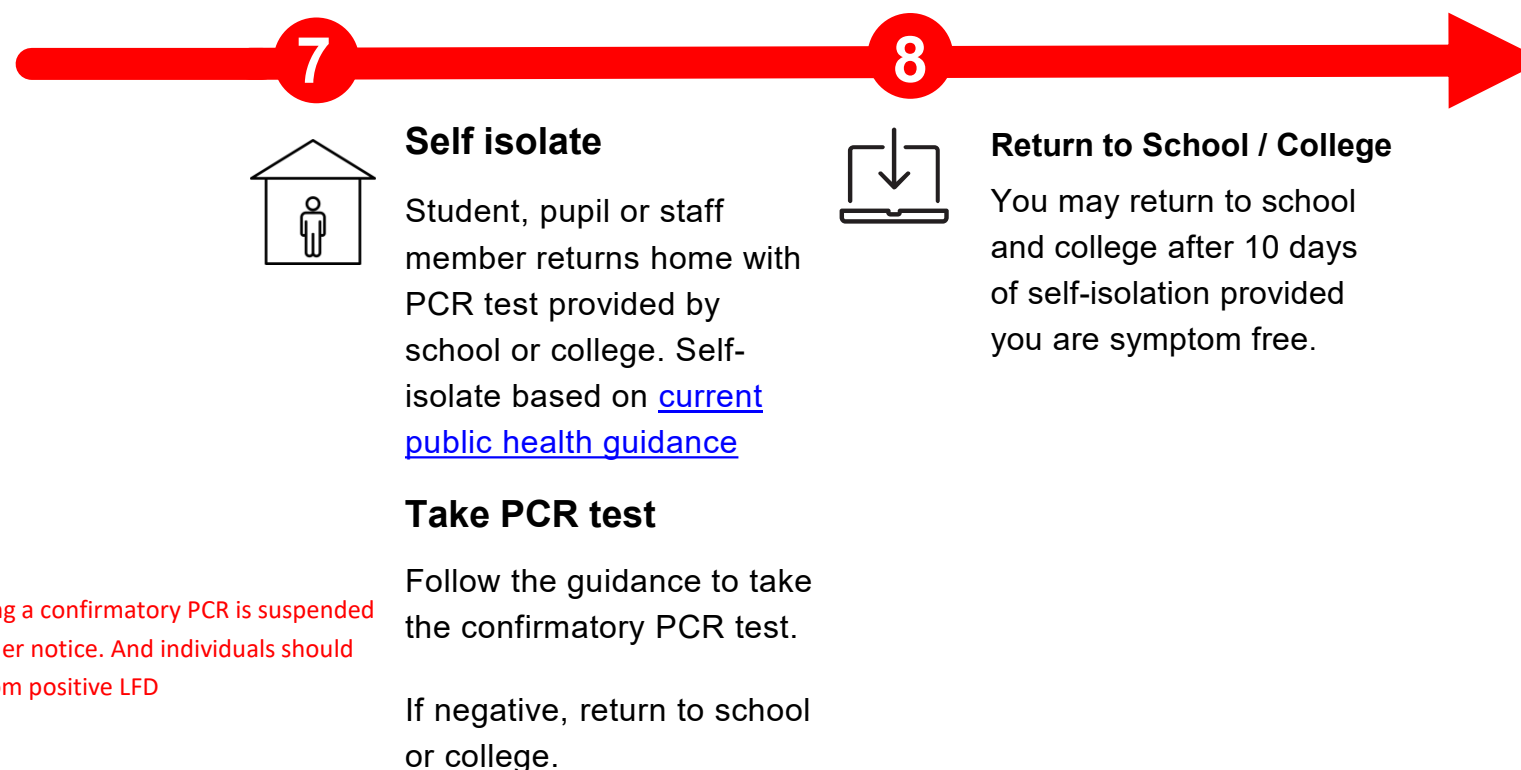 7
8
Self isolate
Student, pupil or staff
member returns home with
PCR test provided by
school or college. Self-
isolate based on current
public health guidance
Take PCR test
Follow the guidance to take
the confirmatory PCR test.
If negative, return to school
or college.
Return to School / College
You may return to school
and college after 10 days
of self-isolation provided
you are symptom free.
a confirmatory PCR is suspended
notice. And individuals should
positive LFD